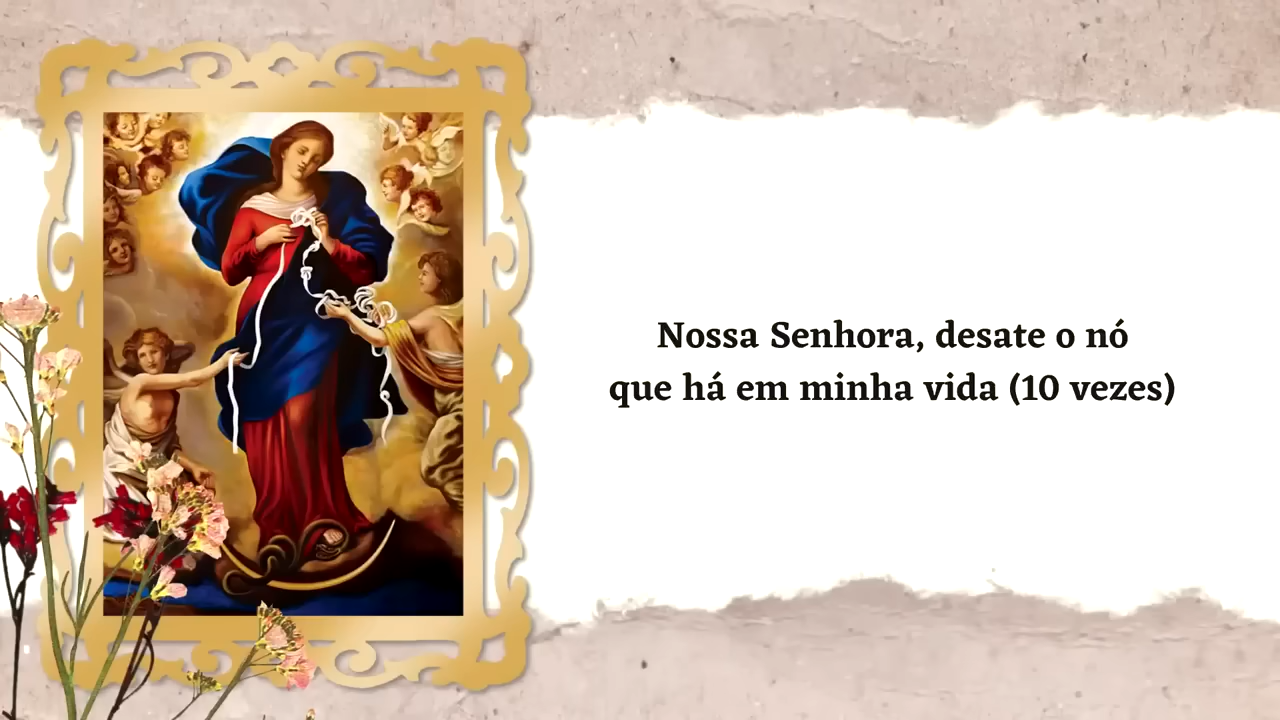 Nossa Senhora, desate o nó
que há em minha vida (10 vezes)